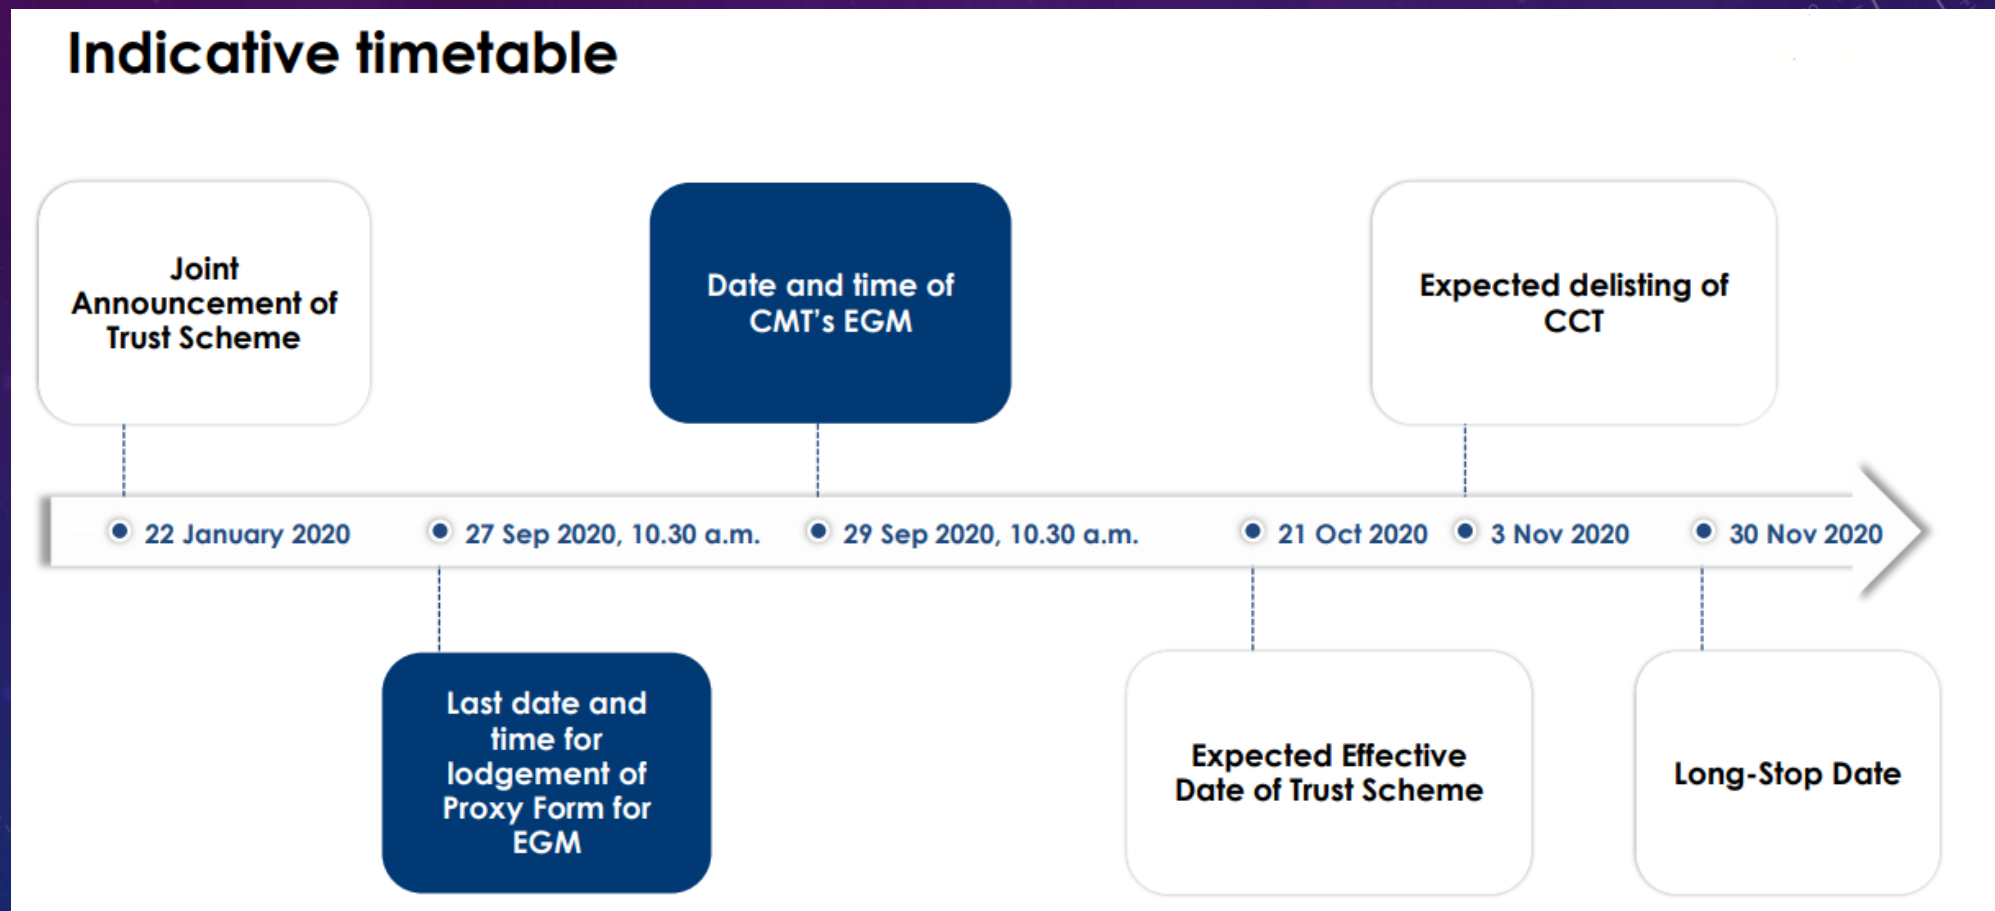 Indicative timetable
Joint
Announcement of
Trust Scheme
Date and time of
CMT's EGM
Expected delisting of
CCT
22 January 2020
27 Sep 2020, 10.30 a.m.
29 Sep 2020, 10.30 a.m.
21 Oct 2020
3 Nov 2020
30 Nov 2020
Last date and
time for
lodgement of
Proxy Form for
EGM
Expected Effective
Date of Trust Scheme
Long-Stop Date